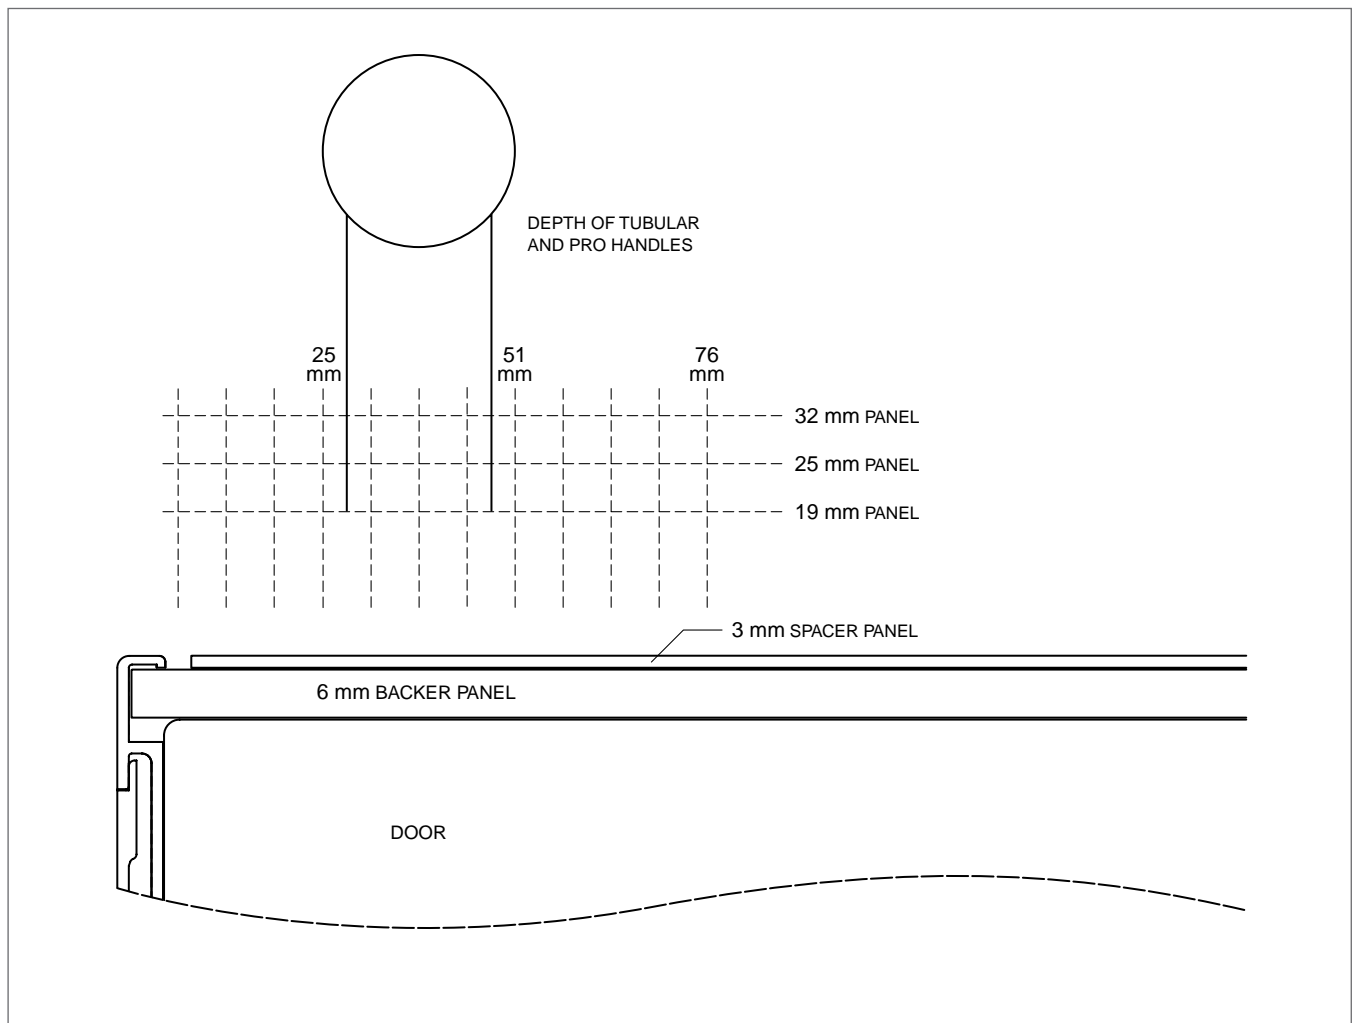 DEPTH OF TUBULAR
AND PRO HANDLES
25
mm
51
mm
76
mm
32 mm PANEL
25 mm PANEL
19 mm PANEL
3 mm SPACER PANEL
6 mm BACKER PANEL
DOOR